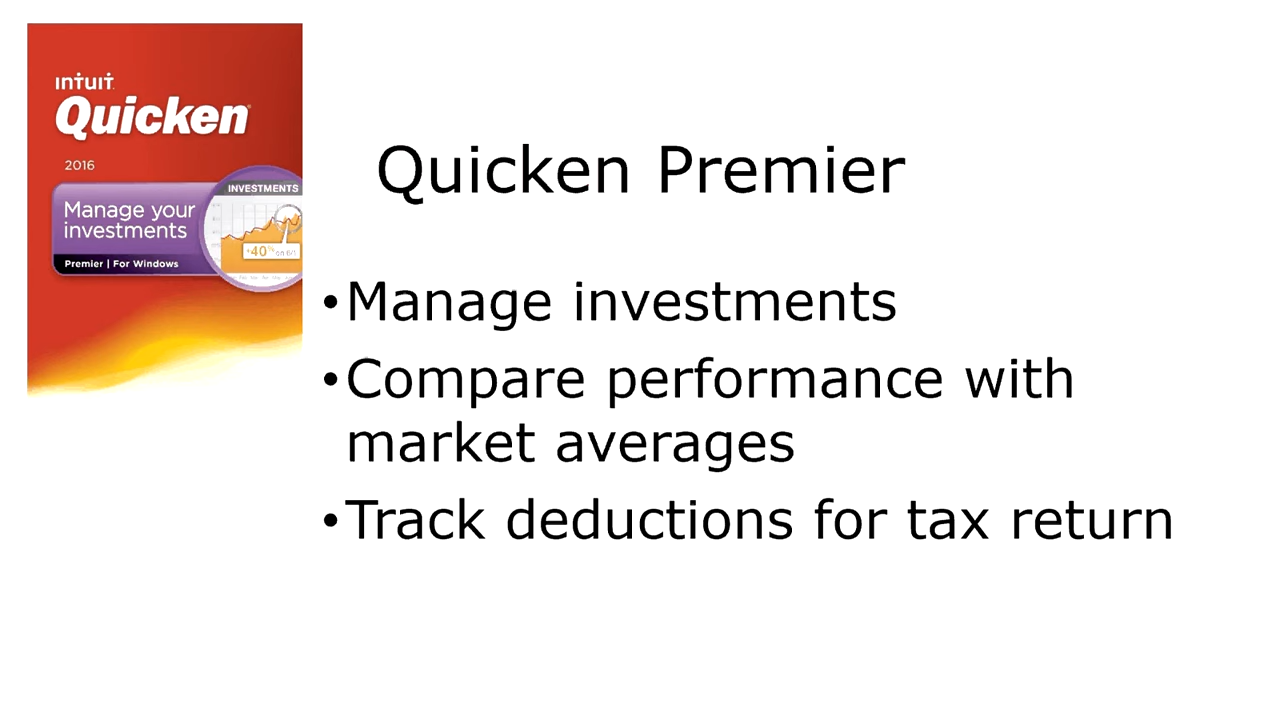 intuit
Quicken
2016
INVESTMENTS
Manage your
investments
Premier | For Windows
Quicken Premier
•Manage investments
•Compare performance with
market averages
•Track deductions for tax return